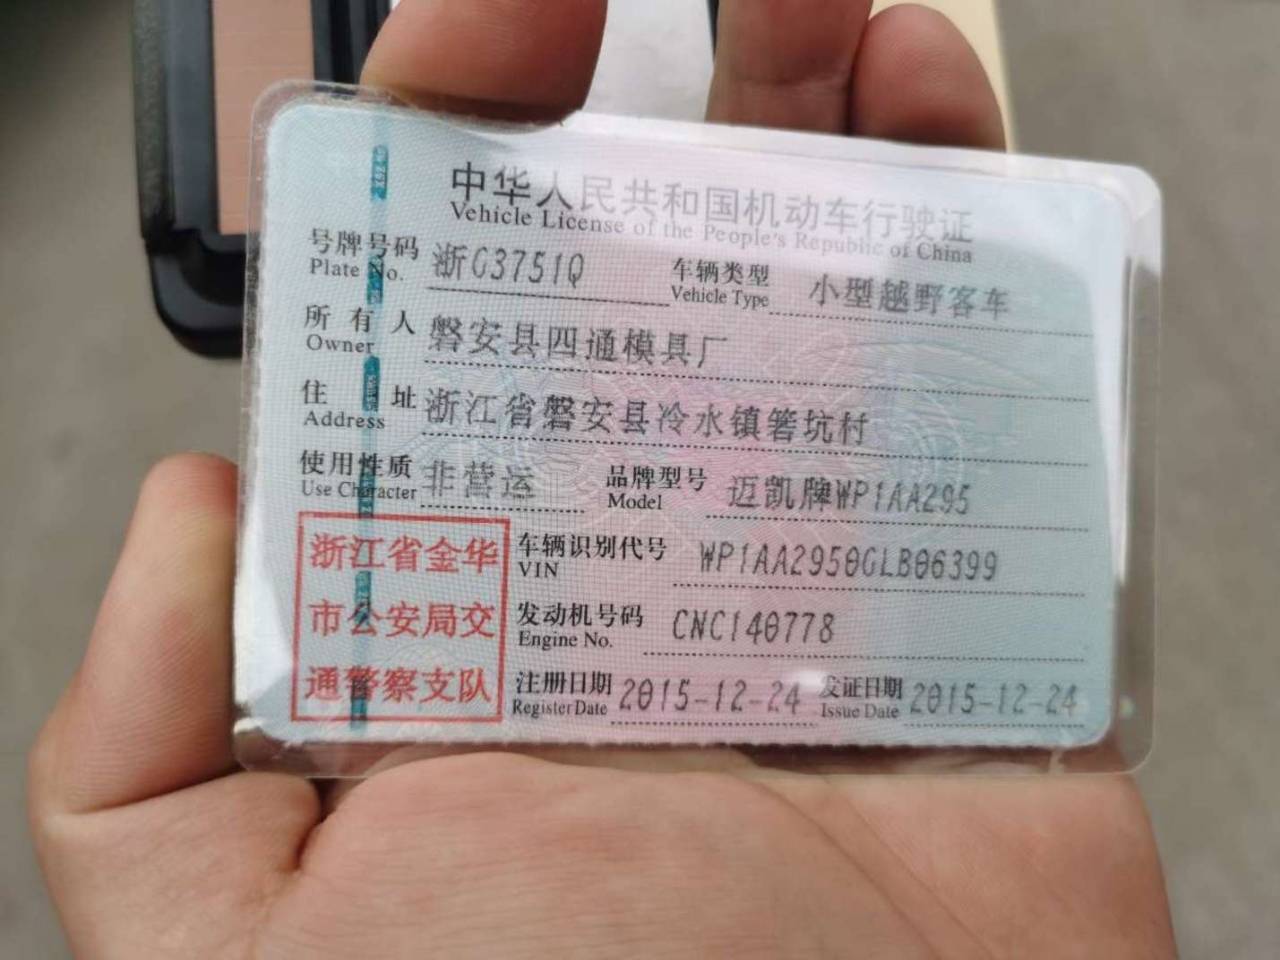 中华人民共和国机动车行驶证
Vehicle License of the People's Republic of China
号牌号码 浙G3751Q 车辆类型 小型越野客车
Plate No. Vehicle Type
所有人 磐安县四通模具厂
Owner
住址 浙江省磐安县冷水镇箬坑村
Address
使用性质 非营运 品牌型号 迈凯牌WP1AA295
Use Character Model
浙江省金华
市公安局交
通警察支队
车辆识别代号 WP1AA2950GLB06399
VIN
发动机号码 CNC140778
Engine No.
注册日期 2015-12-24 发证日期 2015-12-24
Register Date Issue Date